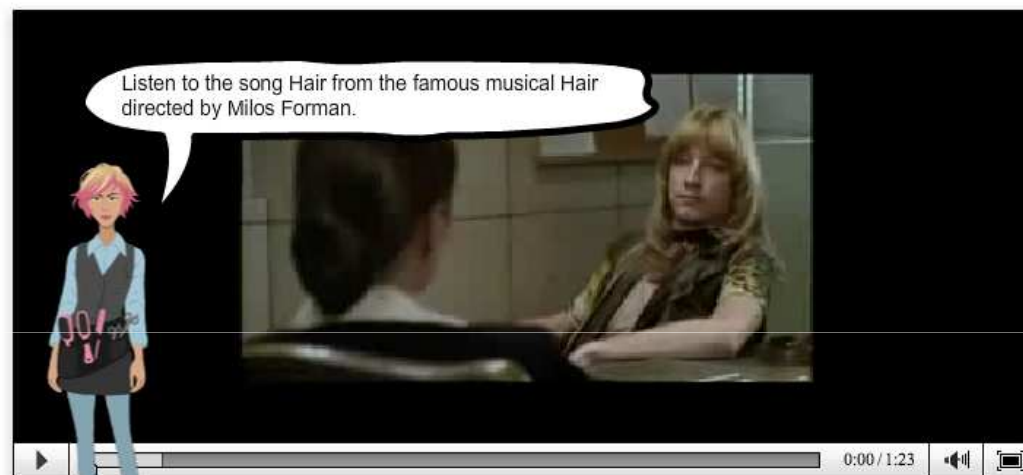 Listen to the song Hair from the famous musical Hair
directed by Milos Forman.
0:00 / 1:23